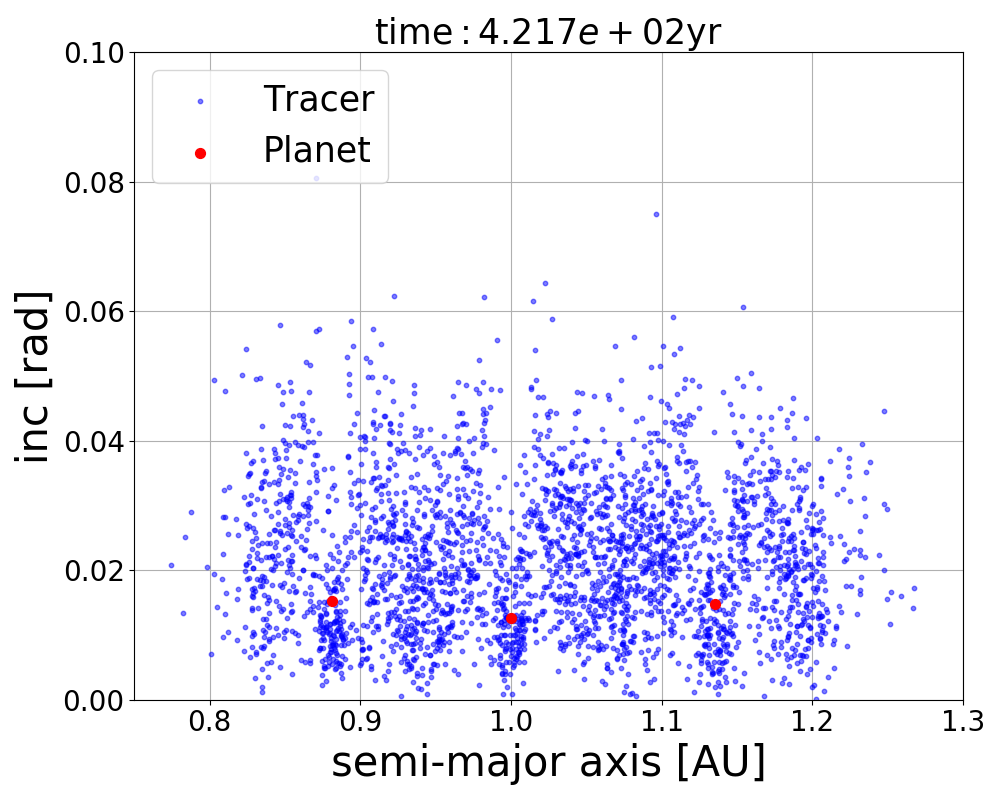 time : 4.217e + 02yr
0.10
Tracer
Planet
0.08
0.06
0.04
0.02
0.00
inc [rad]
0.8 0.9 1.0 1.1 1.2 1.3
semi-major axis [AU]